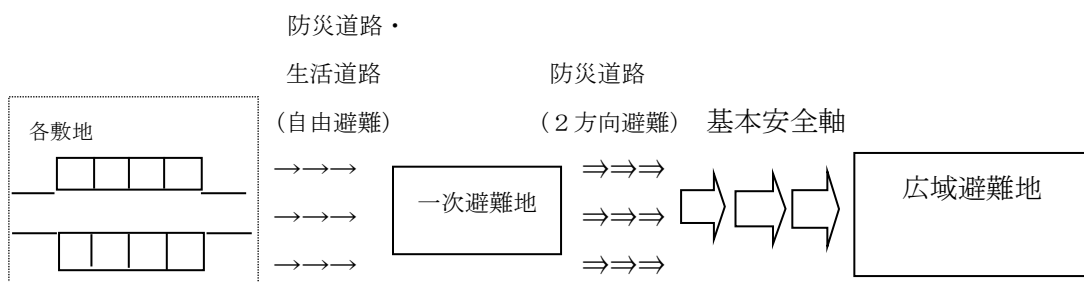 防災道路・
生活道路
(自由避難)
防災道路
(２方向避難)
基本安全軸
各敷地
→→→
→→→
→→→
一次避難地
⇒⇒⇒
⇒⇒⇒
⇒⇒⇒
広域避難地